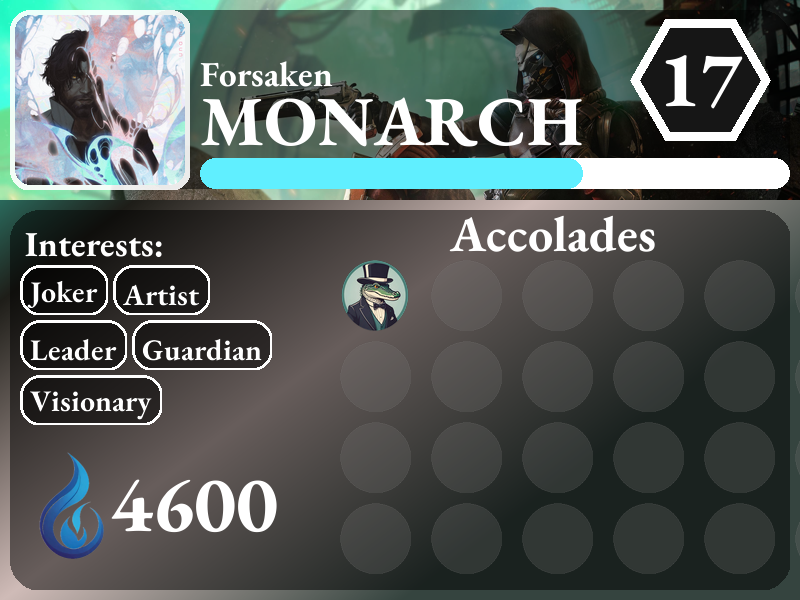 Forsaken
MONARCH
17
Interests:
Joker Artist
Leader Guardian
Visionary
4600
Accolades